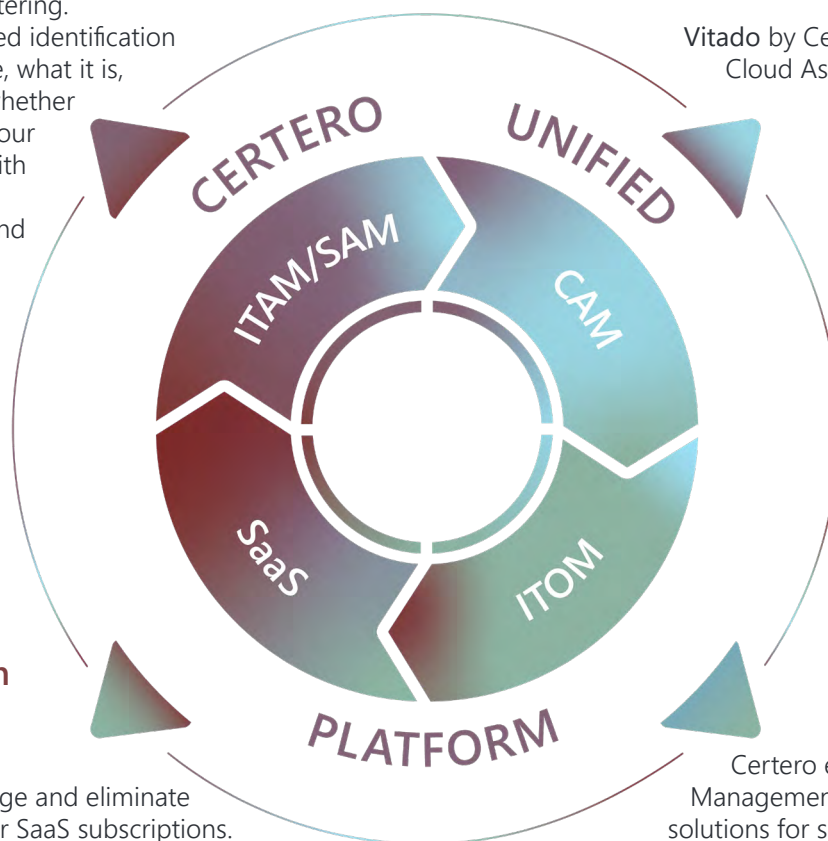 tering.
ed identification
e, what it is,
hether
our
ith
nd
Vitado by Ce
Cloud As
CERTERO
UNIFIED
PLATFORM
ITAM/SAM
CAM
ITOM
SaaS
n
ge and eliminate
r SaaS subscriptions.
Certero e
Management
solutions for s